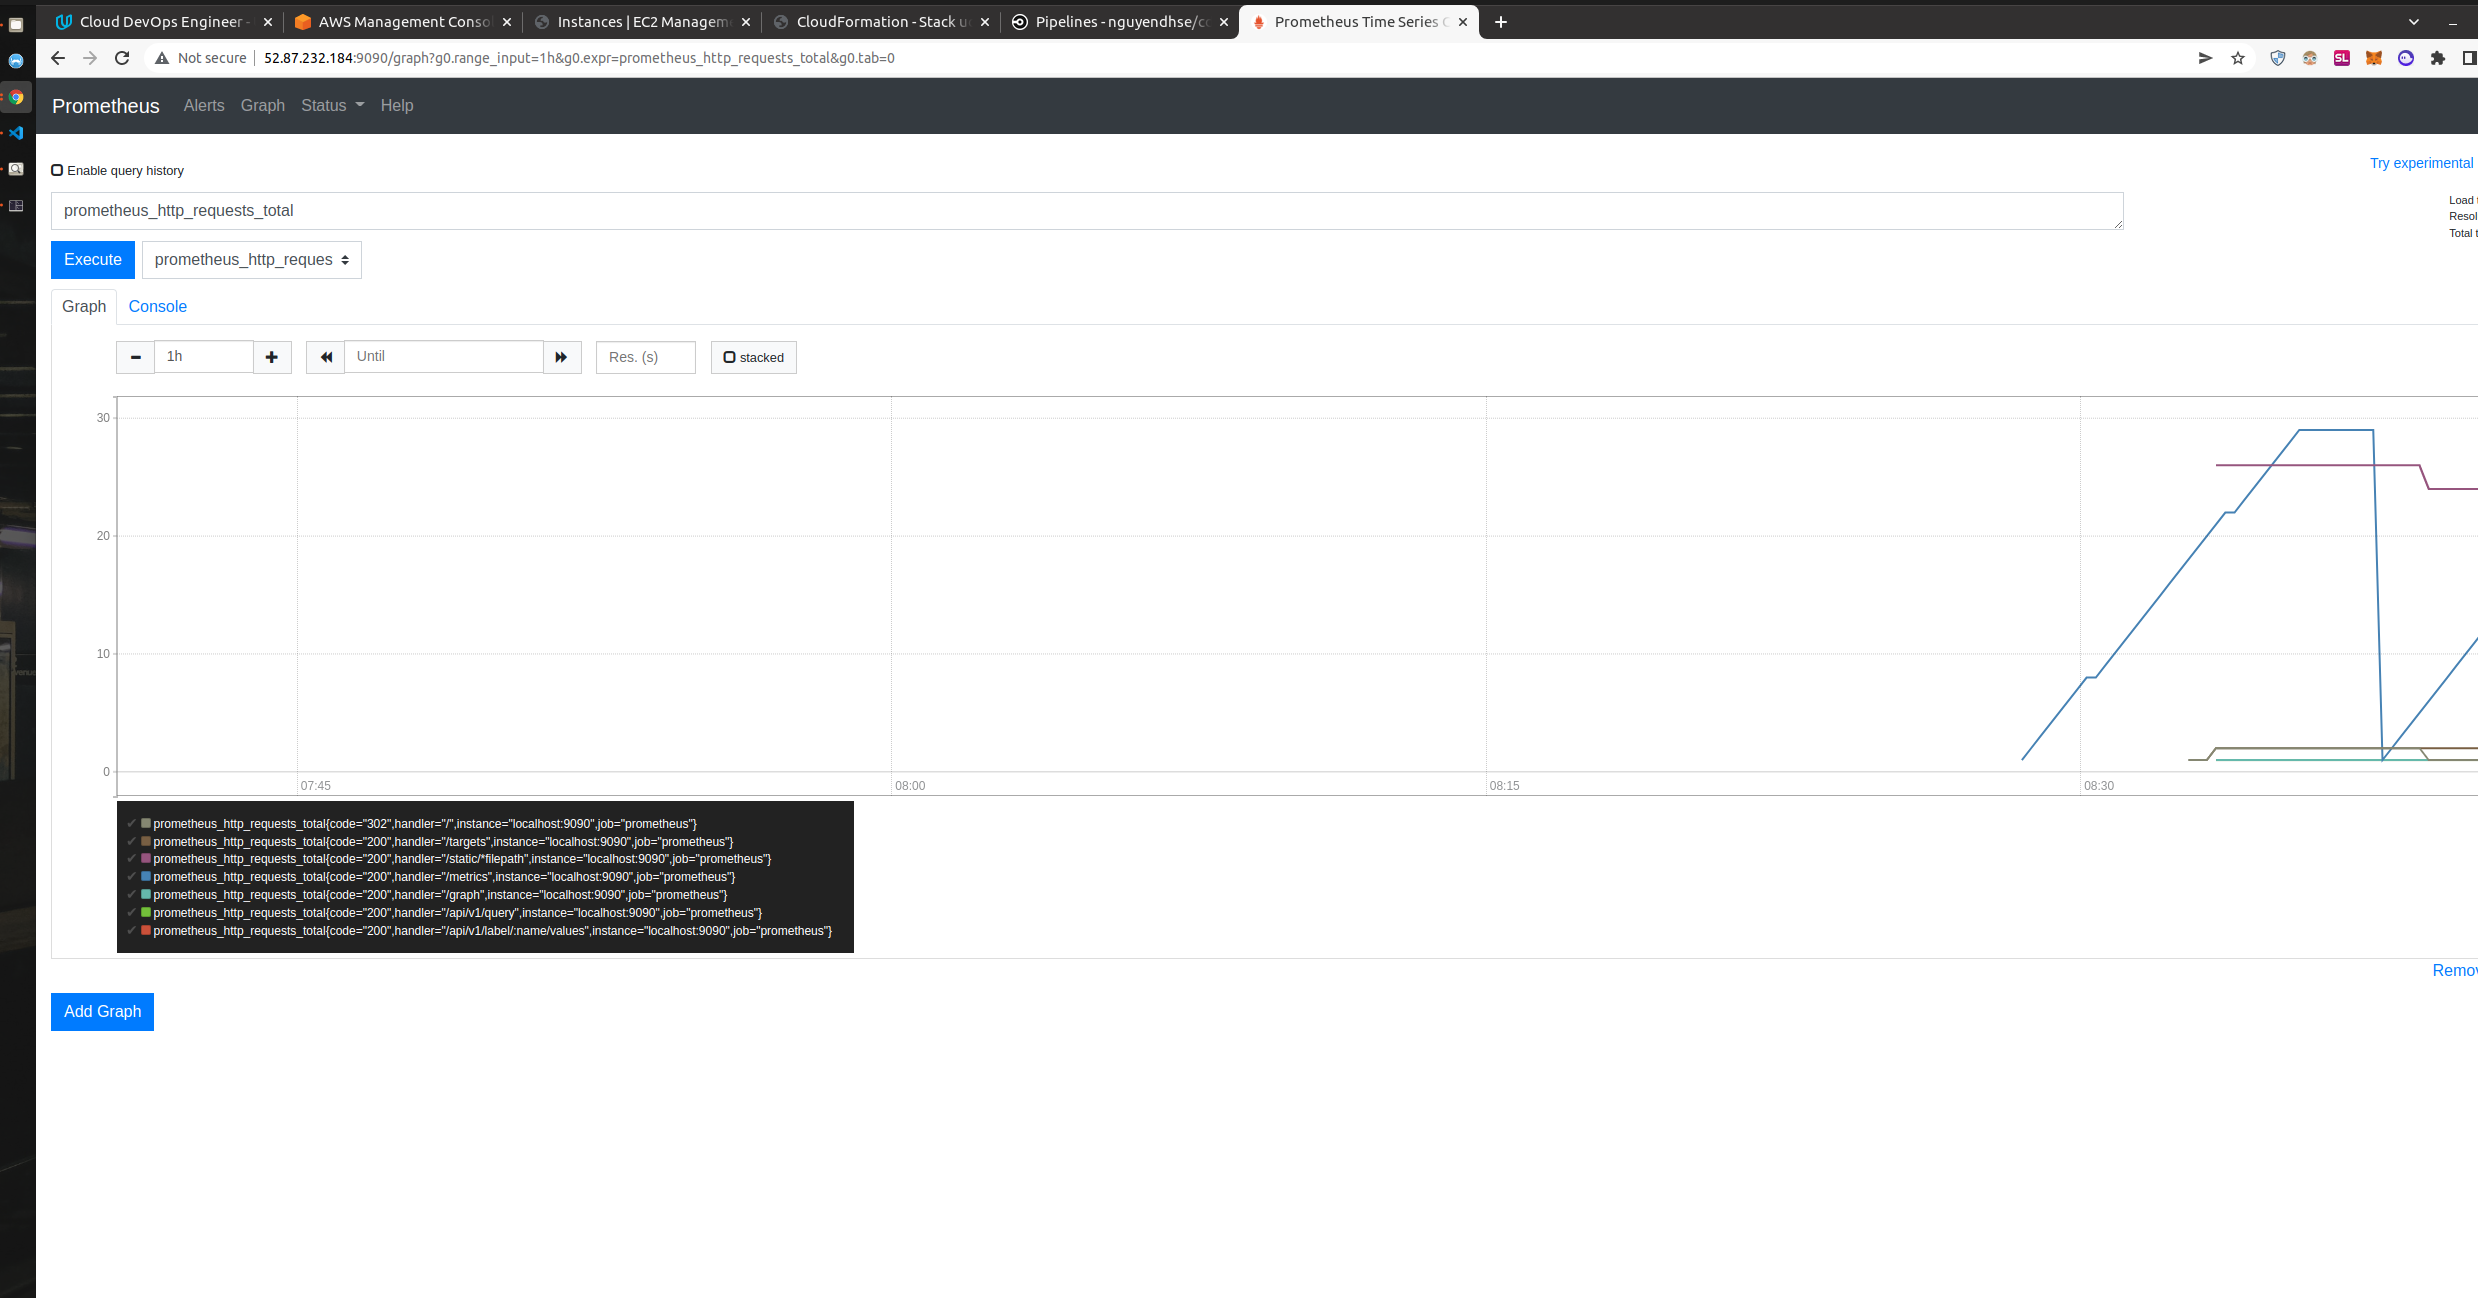 Cloud DevOps Engineer -
AWS Management Conso
Instances | EC2 Managem
CloudFormation - Stack u
Pipelines - nguyendhse/c
Prometheus Time Series C
Not secure
52.87.232.184:9090/graph?g0.range_input=1h&g0.expr=prometheus_http_requests_total&g0.tab=0
SL
Prometheus Alerts Graph Status Help
Enable query history
Try experimental
prometheus_http_requests_total
Load t
Resol
Total t
Execute prometheus_http_reques
Graph Console
1h Until Res. (s) stacked
30
20
10
0
07:45 08:00 08:15 08:30
prometheus_http_requests_total{code="302",handler="/",instance="localhost:9090",job="prometheus"}
prometheus_http_requests_total{code="200",handler="/targets",instance="localhost:9090",job="prometheus"}
prometheus_http_requests_total{code="200",handler="/static/*filepath",instance="localhost:9090",job="prometheus"}
prometheus_http_requests_total{code="200",handler="/metrics",instance="localhost:9090",job="prometheus"}
prometheus_http_requests_total{code="200",handler="/graph",instance="localhost:9090",job="prometheus"}
prometheus_http_requests_total{code="200",handler="/api/v1/query",instance="localhost:9090",job="prometheus"}
prometheus_http_requests_total{code="200",handler="/api/v1/label/:name/values",instance="localhost:9090",job="prometheus"}
Remov
Add Graph